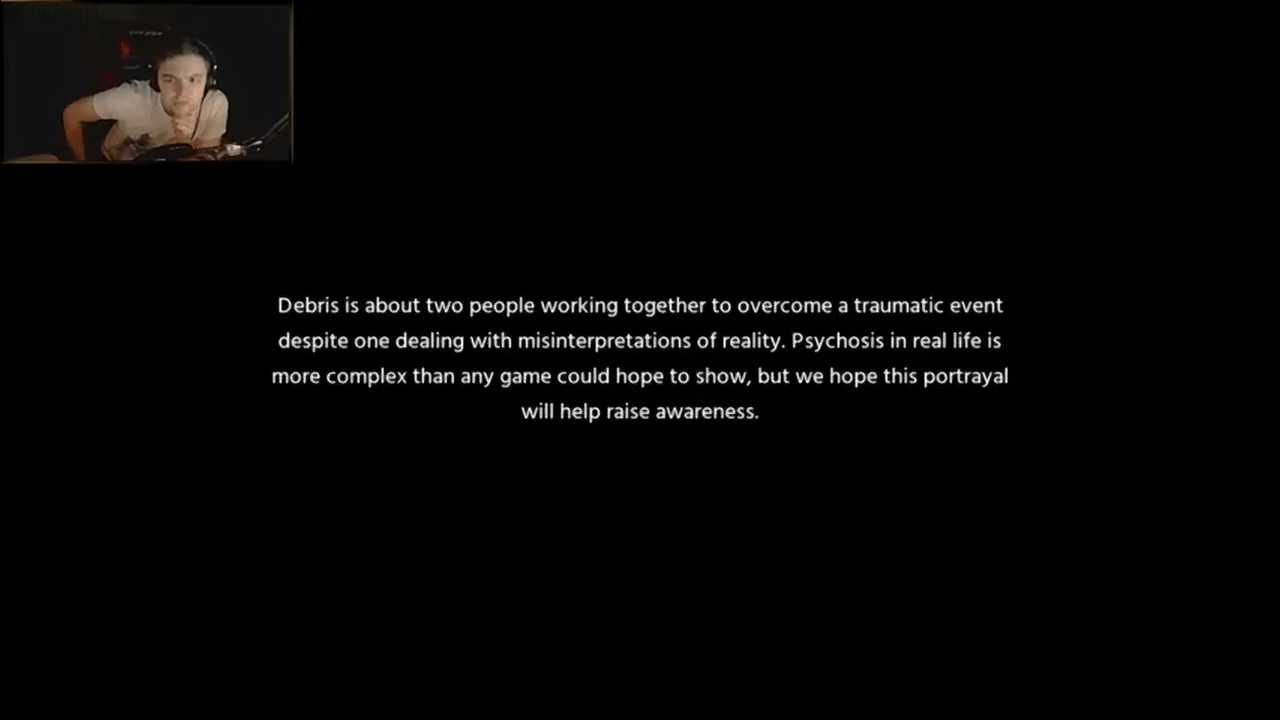 Debris is about two people working together to overcome a traumatic event
despite one dealing with misinterpretations of reality. Psychosis in real life is
more complex than any game could hope to show, but we hope this portrayal
will help raise awareness.